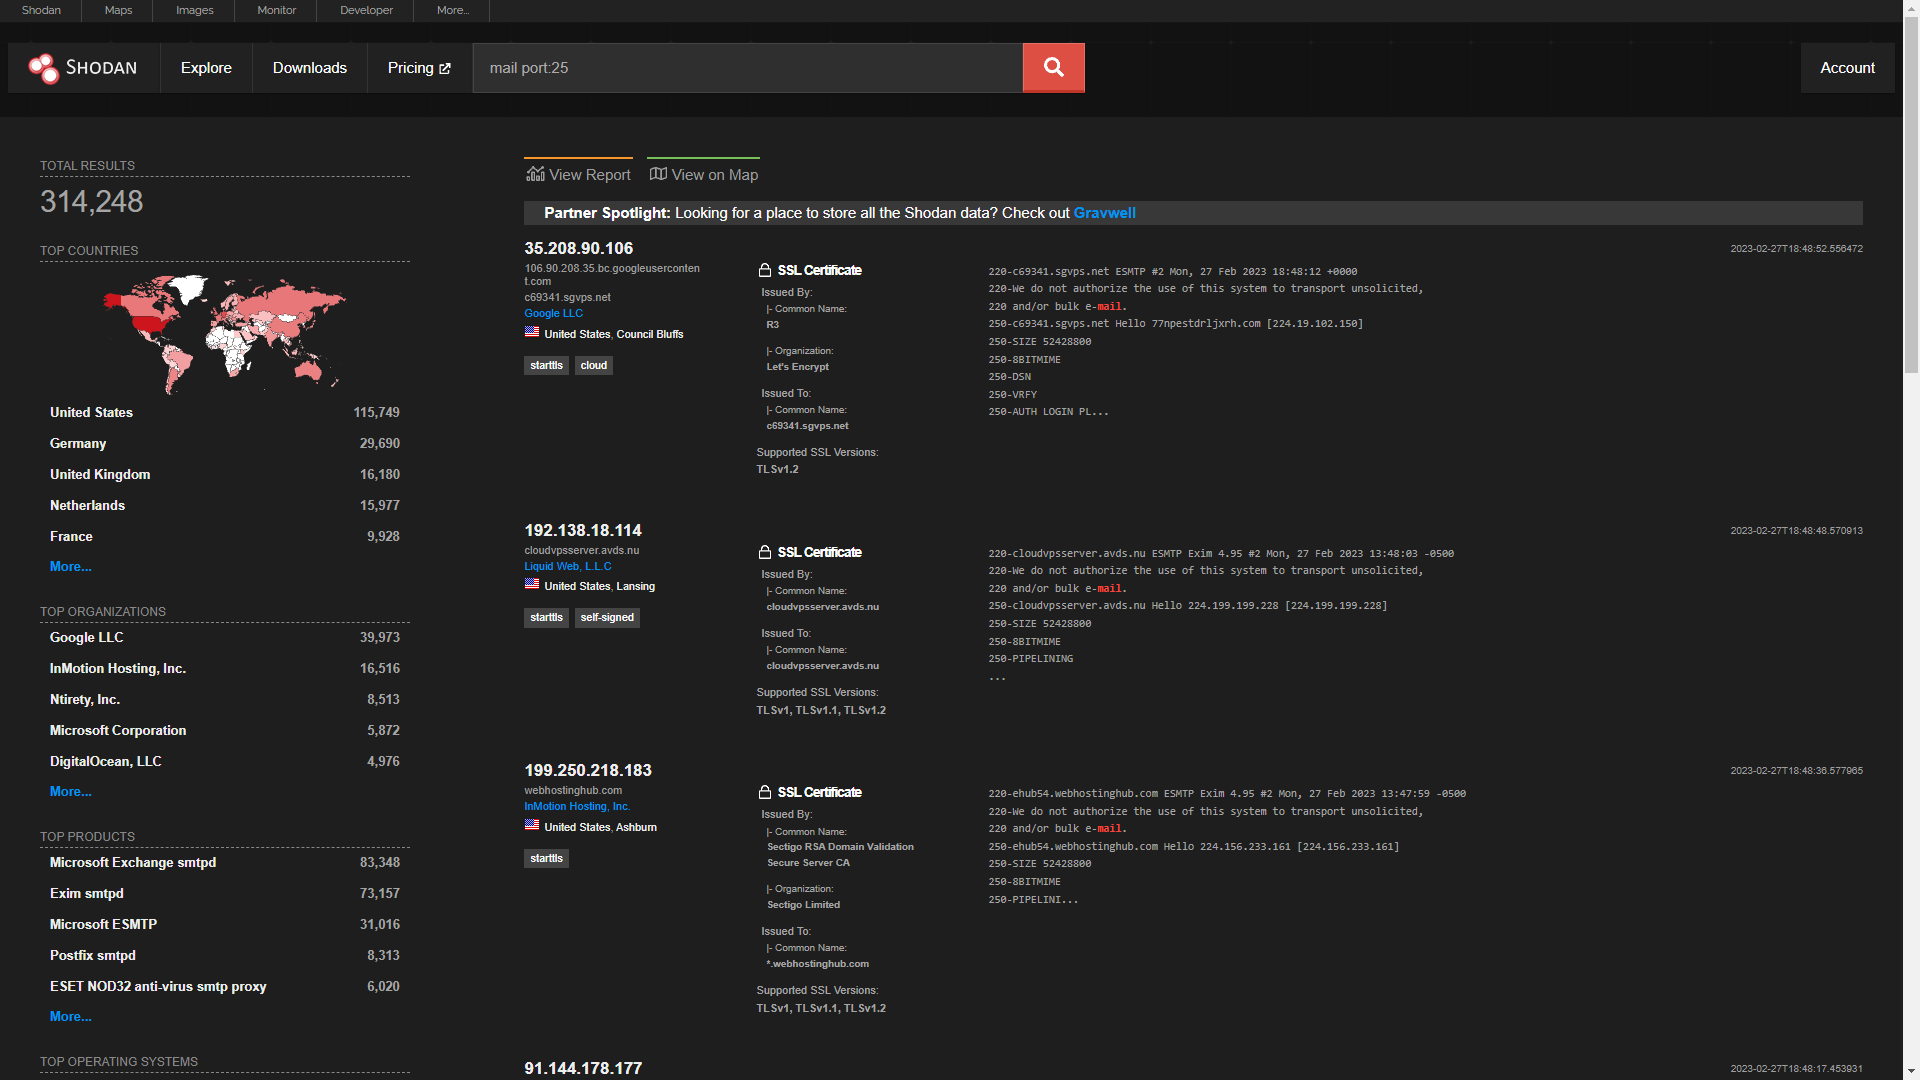 Shodan
Maps
Images
Monitor
Developer
More...
SHODAN
Explore
Downloads
Pricing
mail port:25
Account
TOTAL RESULTS
314,248
TOP COUNTRIES
United States 115,749
Germany 29,690
United Kingdom 16,180
Netherlands 15,977
France 9,928
More...
TOP ORGANIZATIONS
Google LLC 39,973
InMotion Hosting, Inc. 16,516
Ntirety, Inc. 8,513
Microsoft Corporation 5,872
DigitalOcean, LLC 4,976
More...
TOP PRODUCTS
Microsoft Exchange smtpd 83,348
Exim smtpd 73,157
Microsoft ESMTP 31,016
Postfix smtpd 8,313
ESET NOD32 anti-virus smtp proxy 6,020
More...
TOP OPERATING SYSTEMS
View Report
View on Map
Partner Spotlight: Looking for a place to store all the Shodan data? Check out Gravwell
35.208.90.106
2023-02-27T18:48:52.556472
106.90.208.35.bc.googleuserconten
t.com
c69341.sgvps.net
Google LLC
United States, Council Bluffs
starttls
cloud
SSL Certificate
Issued By:
|- Common Name:
R3
|- Organization:
Let's Encrypt
Issued To:
|- Common Name:
c69341.sgvps.net
Supported SSL Versions:
TLSv1.2
220-c69341.sgvps.net ESMTP #2 Mon, 27 Feb 2023 18:48:12 +0000
220-We do not authorize the use of this system to transport unsolicited,
220 and/or bulk e-mail.
250-c69341.sgvps.net Hello 77npestdrljxrh.com [224.19.102.150]
250-SIZE 52428800
250-8BITMIME
250-DSN
250-VRFY
250-AUTH LOGIN PL...
192.138.18.114
2023-02-27T18:48:48.570913
cloudvpsserver.avds.nu
Liquid Web, L.L.C
United States, Lansing
starttls
self-signed
SSL Certificate
Issued By:
|- Common Name:
cloudvpsserver.avds.nu
Issued To:
|- Common Name:
cloudvpsserver.avds.nu
Supported SSL Versions:
TLSv1, TLSv1.1, TLSv1.2
220-cloudvpsserver.avds.nu ESMTP Exim 4.95 #2 Mon, 27 Feb 2023 13:48:03 -0500
220-We do not authorize the use of this system to transport unsolicited,
220 and/or bulk e-mail.
250-cloudvpsserver.avds.nu Hello 224.199.199.228 [224.199.199.228]
250-SIZE 52428800
250-8BITMIME
250-PIPELINING
...
199.250.218.183
2023-02-27T18:48:36.577965
webhostinghub.com
InMotion Hosting, Inc.
United States, Ashburn
starttls
SSL Certificate
Issued By:
|- Common Name:
Sectigo RSA Domain Validation
Secure Server CA
|- Organization:
Sectigo Limited
Issued To:
|- Common Name:
*.webhostinghub.com
Supported SSL Versions:
TLSv1, TLSv1.1, TLSv1.2
220-ehub54.webhostinghub.com ESMTP Exim 4.95 #2 Mon, 27 Feb 2023 13:47:59 -0500
220-We do not authorize the use of this system to transport unsolicited,
220 and/or bulk e-mail.
250-ehub54.webhostinghub.com Hello 224.156.233.161 [224.156.233.161]
250-SIZE 52428800
250-8BITMIME
250-PIPELINI...
91.144.178.177
2023-02-27T18:48:17.453931